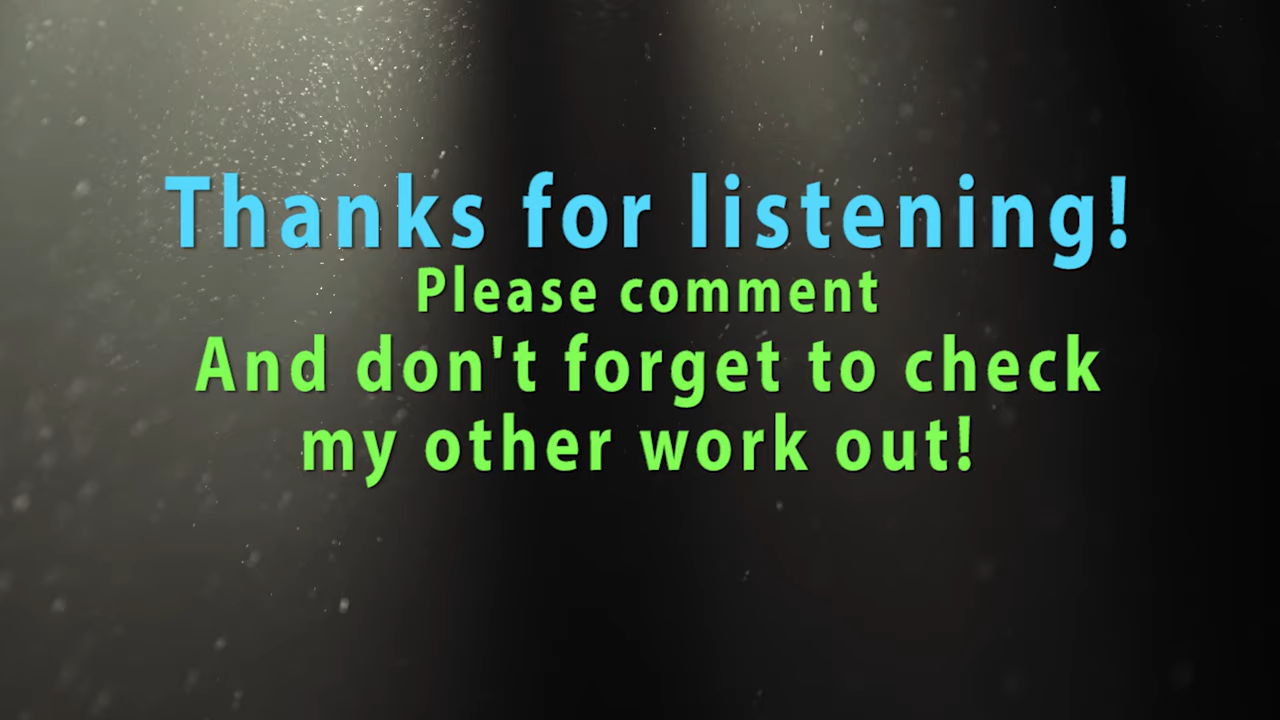 Thanks for listening!
Please comment
And don't forget to check
my other work out!